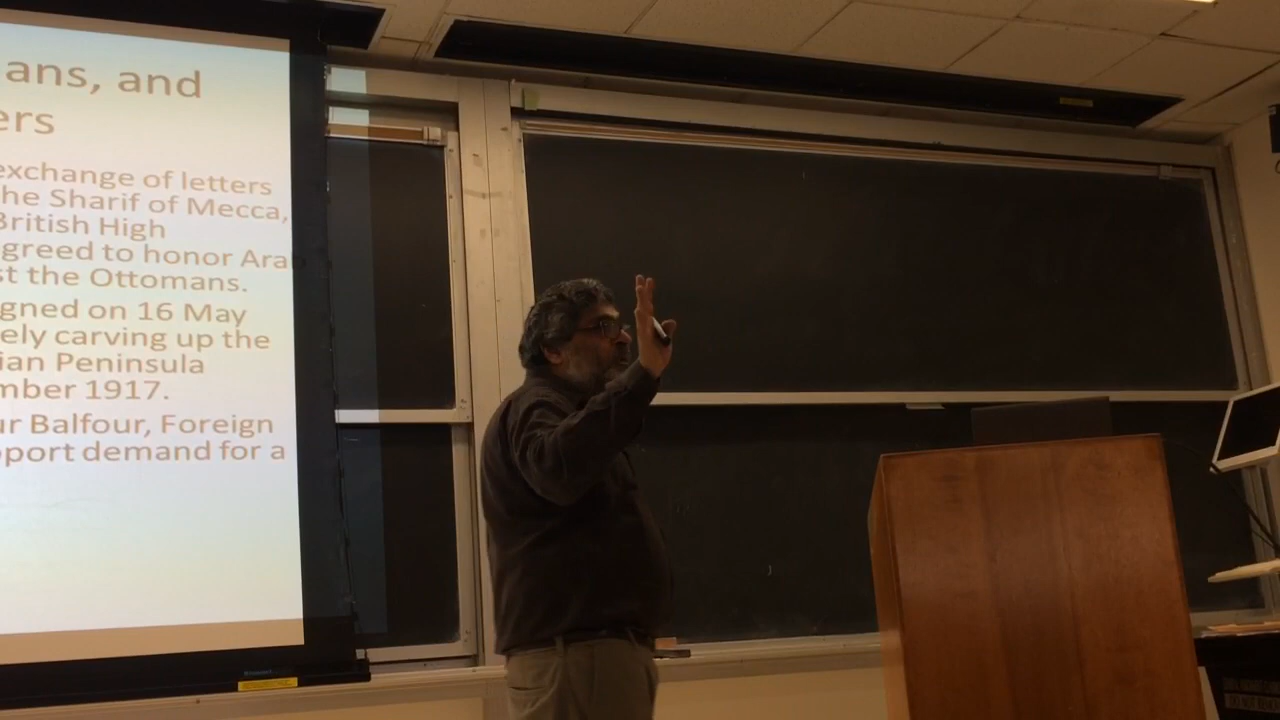 ans, and
ers
exchange of letters
he Sharif of Mecca,
British High
greed to honor Ara
st the Ottomans.
gned on 16 May
ely carving up the
ian Peninsula
mber 1917.
ur Balfour, Foreign
port demand for a